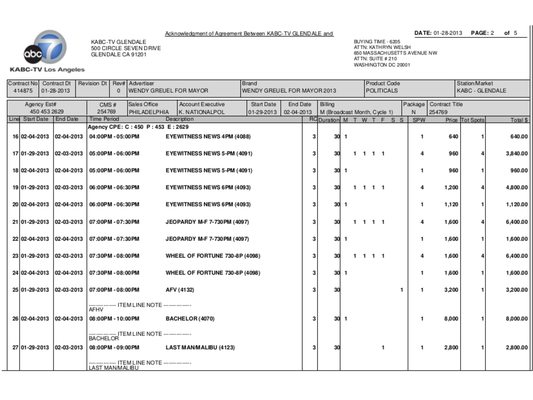 Acknowledgement of Agreement Between KABC-TV GLENDALE and
DATE: 01-28-2013 PAGE: 2 of 5
abc 7
KABC-TV Los Angeles
KABC-TV GLENDALE
500 CIRCLE SEVEN DRIVE
GLENDALE CA 91201
BUYING TIME - 6205
ATTN: KATHRYN WELSH
650 MASSACHUSETTS AVENUE NW
ATTN: SUITE # 210
WASHINGTON DC 20001
Contract No Contract Dt Revision Dt Rev# Advertiser Brand Product Code Station/Market
414875 01-28-2013 0 WENDY GREUEL FOR MAYOR WENDY GREUEL FOR MAYOR 2013 POLITICALS KABC - GLENDALE
Agency Est# CMS # Sales Office Account Executive Start Date End Date Billing Package Contract Title
450 453 2629 254769 PHILADELPHIA K. NATIONALPOL 01-29-2013 02-04-2013 M (Broadcast Month, Cycle 1) N 254769
Line Start Date End Date Time Period Description RC Duration M T W T F S S SPW Price Tot Spots Total $
Agency CPE: C : 450 P : 453 E : 2629
16 02-04-2013 02-04-2013 04:00PM - 05:00PM EYEWITNESS NEWS 4PM (4088) 3 30 1 1 640 1 640.00
17 01-29-2013 02-03-2013 05:00PM - 06:00PM EYEWITNESS NEWS 5-PM (4091) 3 30 1 1 1 1 4 960 4 3,840.00
18 02-04-2013 02-04-2013 05:00PM - 06:00PM EYEWITNESS NEWS 5-PM (4091) 3 30 1 1 960 1 960.00
19 01-29-2013 02-03-2013 06:00PM - 06:30PM EYEWITNESS NEWS 6PM (4093) 3 30 1 1 1 1 4 1,200 4 4,800.00
20 02-04-2013 02-04-2013 06:00PM - 06:30PM EYEWITNESS NEWS 6PM (4093) 3 30 1 1 1,120 1 1,120.00
21 01-29-2013 02-03-2013 07:00PM - 07:30PM JEOPARDY M-F 7-730PM (4097) 3 30 1 1 1 1 4 1,600 4 6,400.00
22 02-04-2013 02-04-2013 07:00PM - 07:30PM JEOPARDY M-F 7-730PM (4097) 3 30 1 1 1,600 1 1,600.00
23 01-29-2013 02-03-2013 07:30PM - 08:00PM WHEEL OF FORTUNE 730-8P (4098) 3 30 1 1 1 1 4 1,600 4 6,400.00
24 02-04-2013 02-04-2013 07:30PM - 08:00PM WHEEL OF FORTUNE 730-8P (4098) 3 30 1 1 1,600 1 1,600.00
25 01-29-2013 02-03-2013 07:00PM - 08:00PM AFV (4132) 3 30 1 1 3,200 1 3,200.00
-------------- ITEM LINE NOTE --------------
AFHV
26 02-04-2013 02-04-2013 08:00PM - 10:00PM BACHELOR (4070) 3 30 1 1 8,000 1 8,000.00
-------------- ITEM LINE NOTE --------------
BACHELOR
27 01-29-2013 02-03-2013 08:00PM - 09:00PM LAST MAN/MALIBU (4123) 3 30 1 1 2,800 1 2,800.00
-------------- ITEM LINE NOTE --------------
LAST MAN/MALIBU